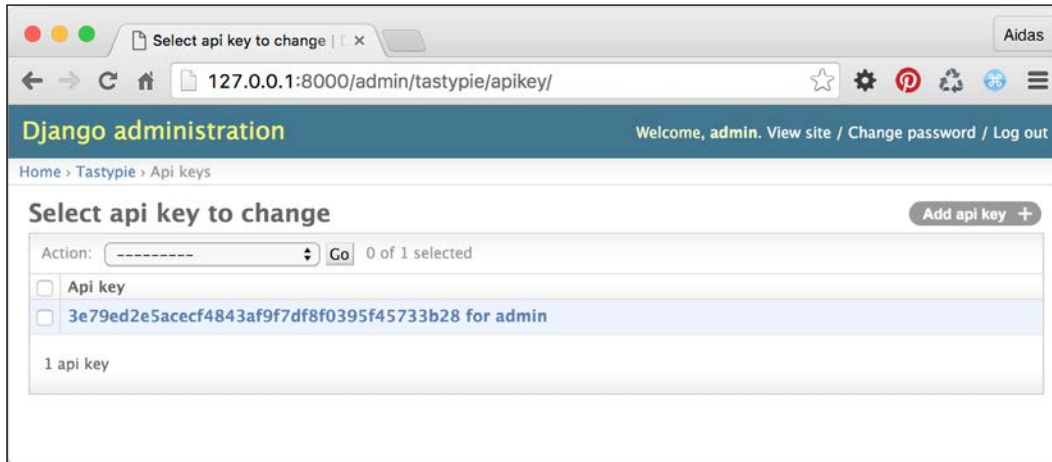 Select api key to change |
Aidas
127.0.0.1:8000/admin/tastypie/apikey/
Django administration
Welcome, admin. View site / Change password / Log out
Home › Tastypie › Api keys
Select api key to change
Add api key +
Action: --------- Go 0 of 1 selected
Api key
3e79ed2e5acecf4843af9f7df8f0395f45733b28 for admin
1 api key